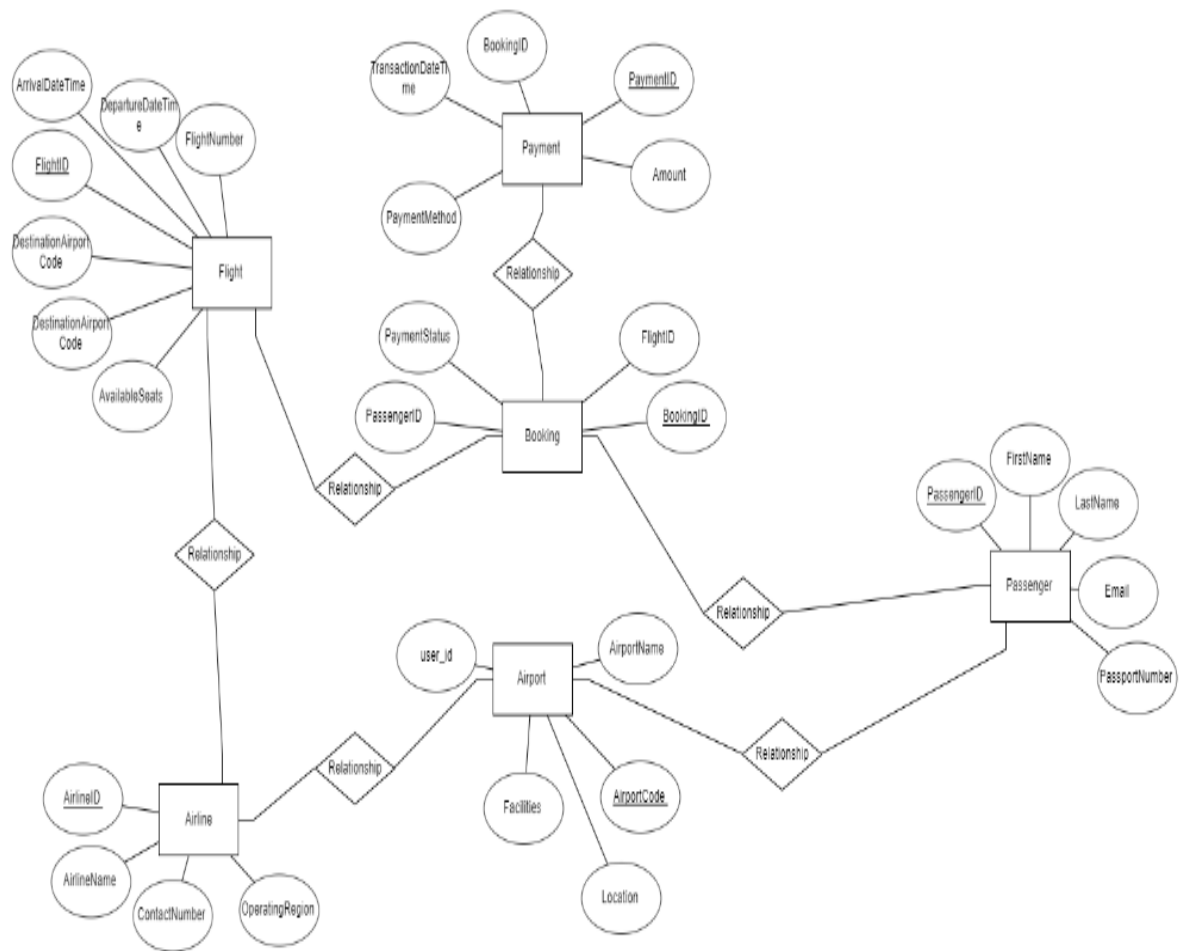 BookingID
TransactionDateTi
me
PaymentID
ArrivalDateTime
DepartureDateTim
e
FlightNumber
Payment
FlightID
Amount
PaymentMethod
DestinationAirport
Code
Flight
Relationship
DestinationAirport
Code
PaymentStatus
FlightID
AvailableSeats
PassengerID
Booking
BookingID
Relationship
FirstName
PassengerID
LastName
Relationship
Passenger
Email
Relationship
user_id
AirportName
Airport
PassportNumber
Relationship
Relationship
AirlineID
Airline
Facilities
AirportCode
AirlineName
ContactNumber
OperatingRegion
Location